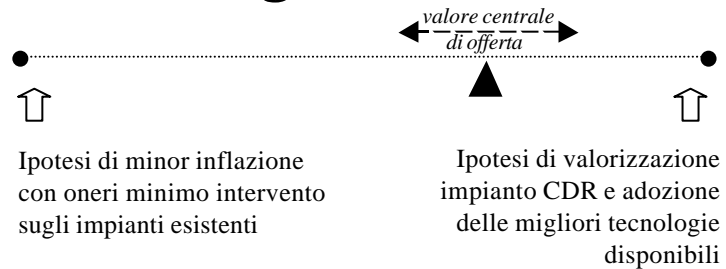 valore centrale
di offerta
Ipotesi di minor inflazione
con oneri minimo intervento
sugli impianti esistenti
Ipotesi di valorizzazione
impianto CDR e adozione
delle migliori tecnologie
disponibili